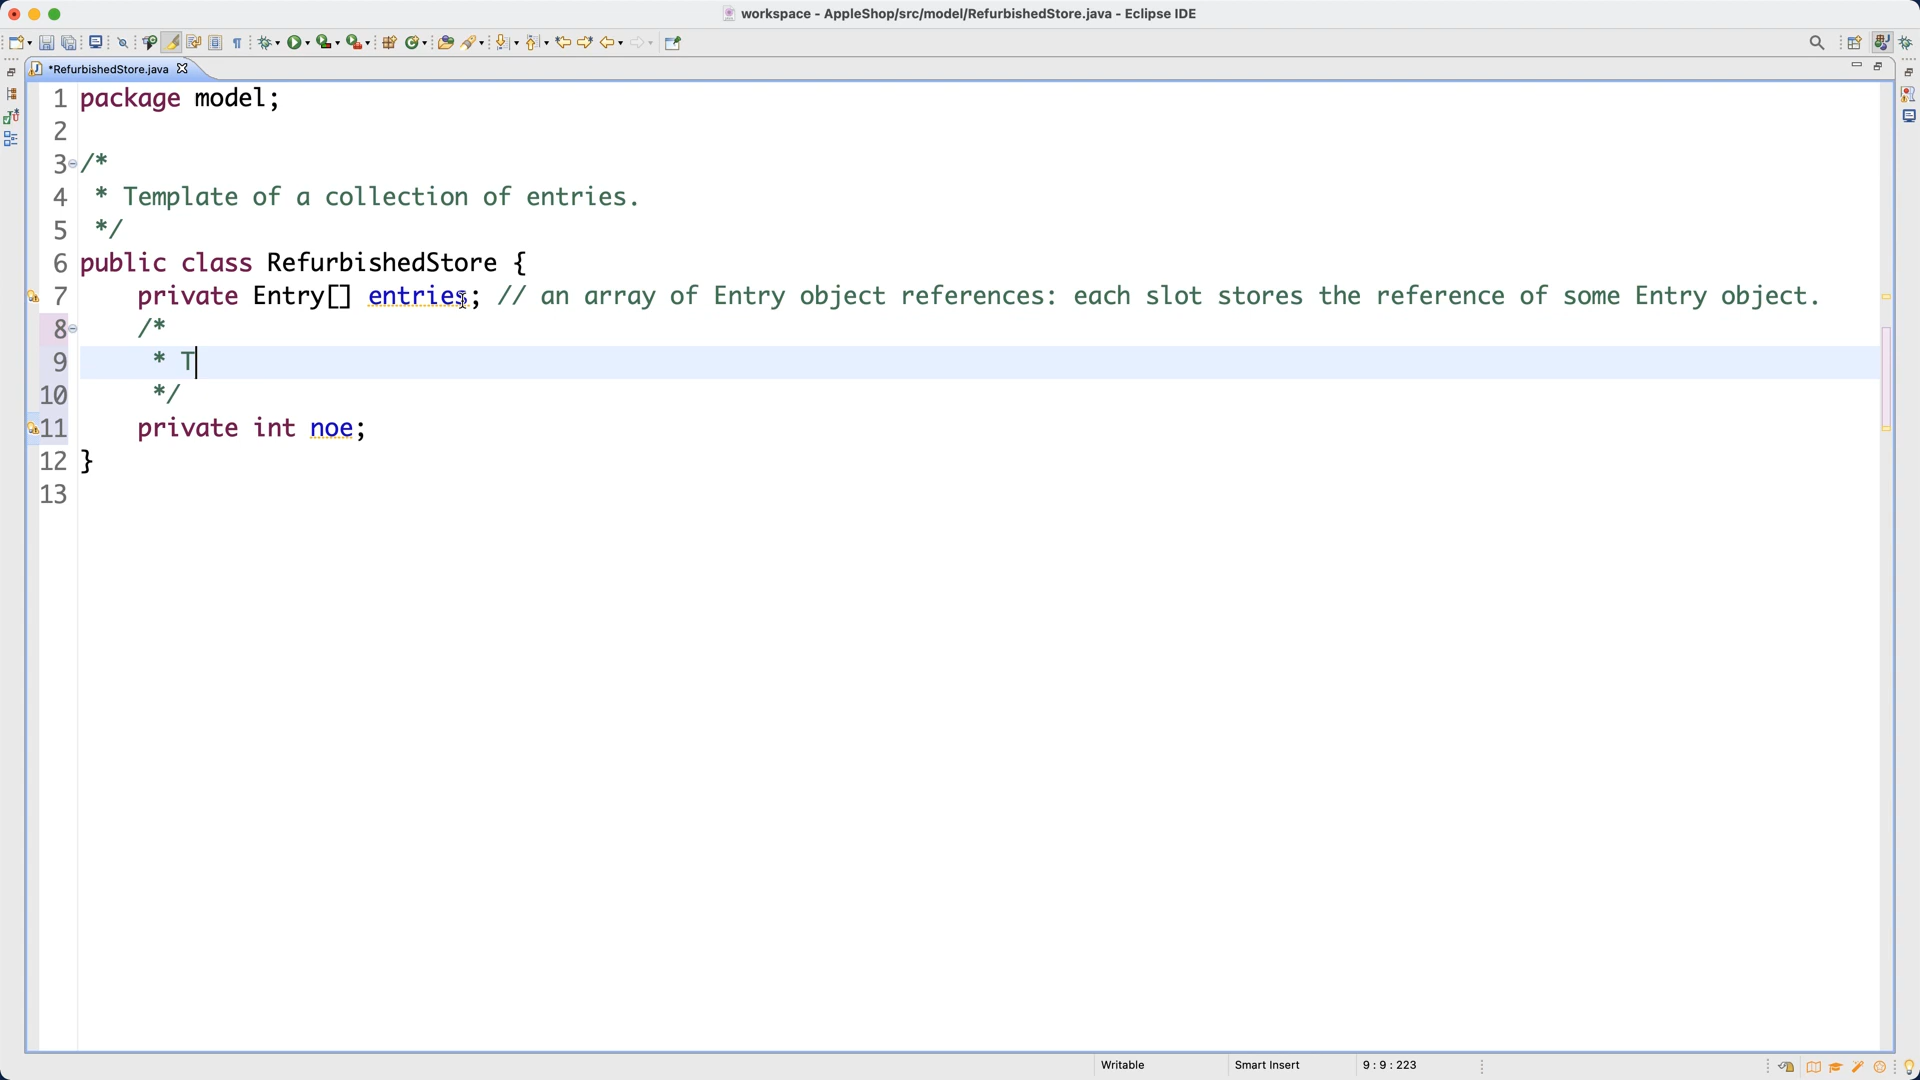 workspace - AppleShop/src/model/RefurbishedStore.java - Eclipse IDE
*RefurbishedStore.java
1 package model;
2
3 /*
4  * Template of a collection of entries.
5  */
6 public class RefurbishedStore {
7     private Entry[] entries; // an array of Entry object references: each slot stores the reference of some Entry object.
8     /*
9      * T
10      */
11     private int noe;
12 }
13
Writable
Smart Insert
9 : 9 : 223